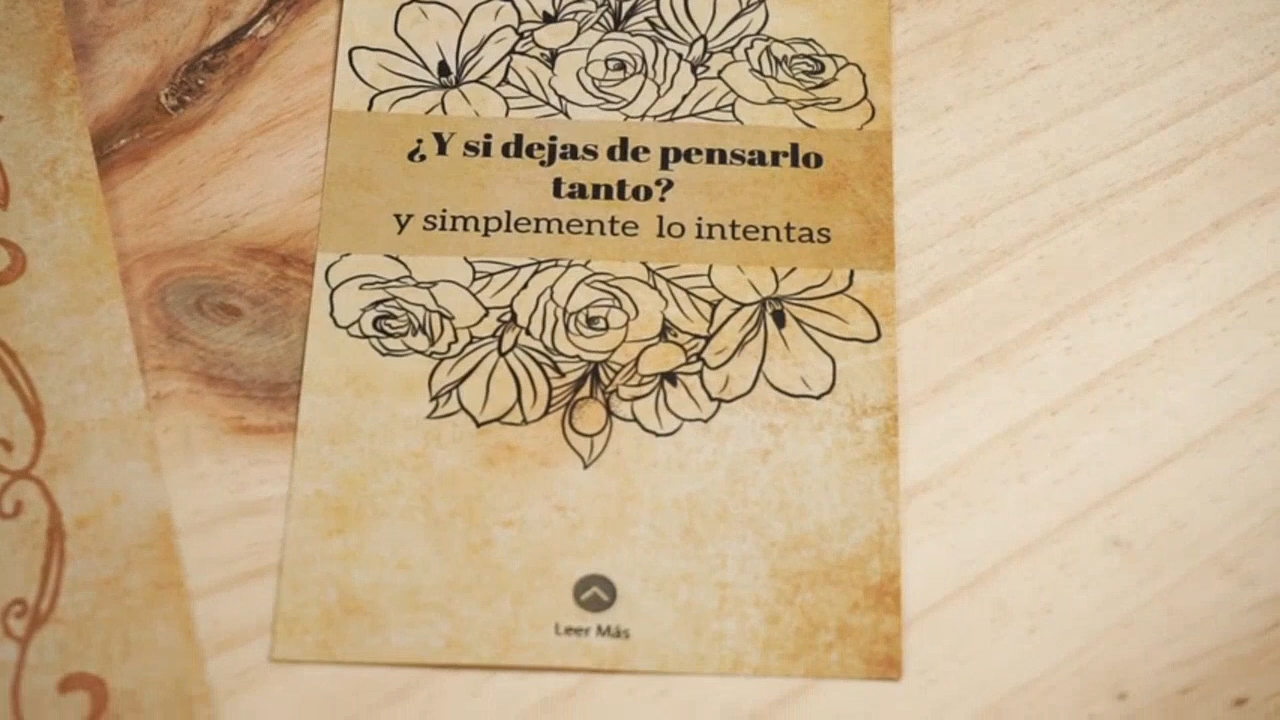 ¿Y si dejas de pensarlo
tanto?
y simplemente lo intentas
Leer Más